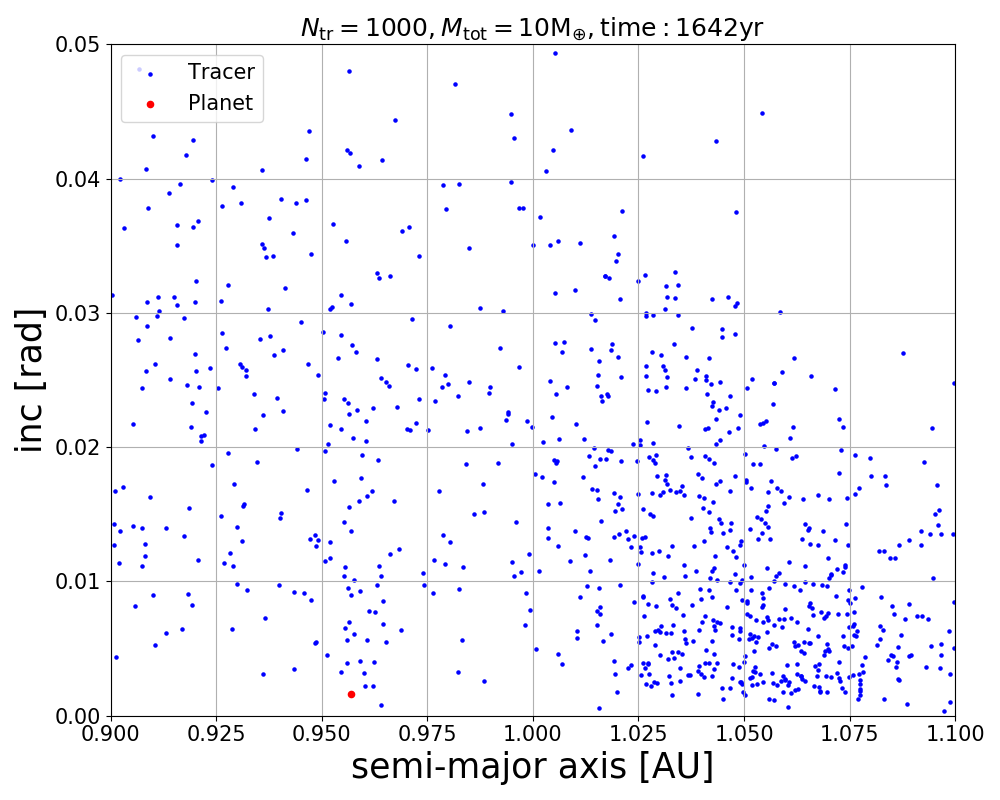 N_tr = 1000, M_tot = 10M_⊕, time : 1642yr
0.05
0.04
0.03
0.02
0.01
0.00
inc [rad]
Tracer
Planet
0.900 0.925 0.950 0.975 1.000 1.025 1.050 1.075 1.100
semi-major axis [AU]